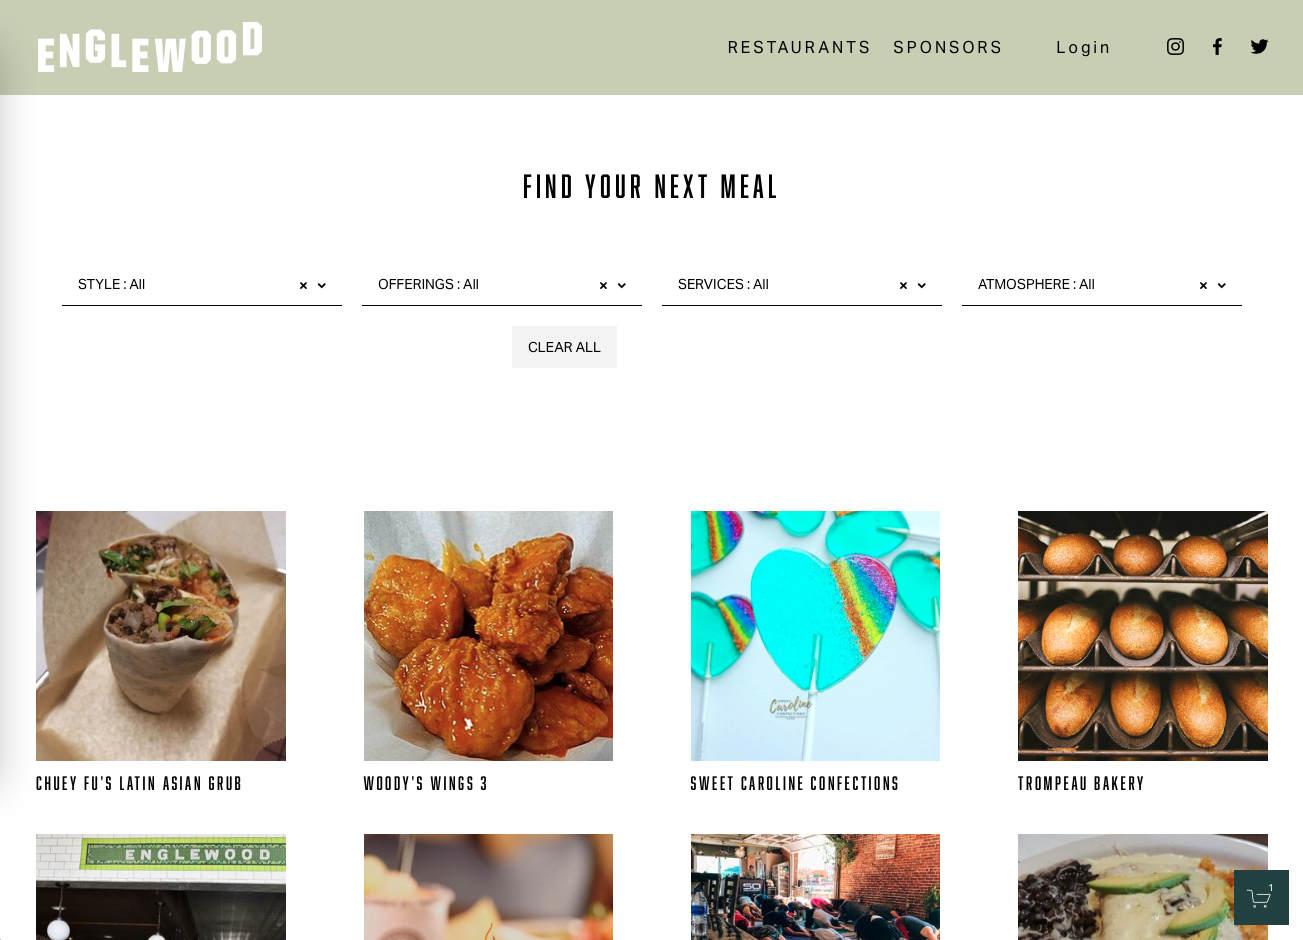 ENGLEWOOD
RESTAURANTS SPONSORS Login
FIND YOUR NEXT MEAL
STYLE : All
OFFERINGS : All
SERVICES : All
ATMOSPHERE : All
CLEAR ALL
Caroline
CHUEY FU'S LATIN ASIAN GRUB
WOODY'S WINGS 3
SWEET CAROLINE CONFECTIONS
TROMPEAU BAKERY
ENGLEWOOD
1